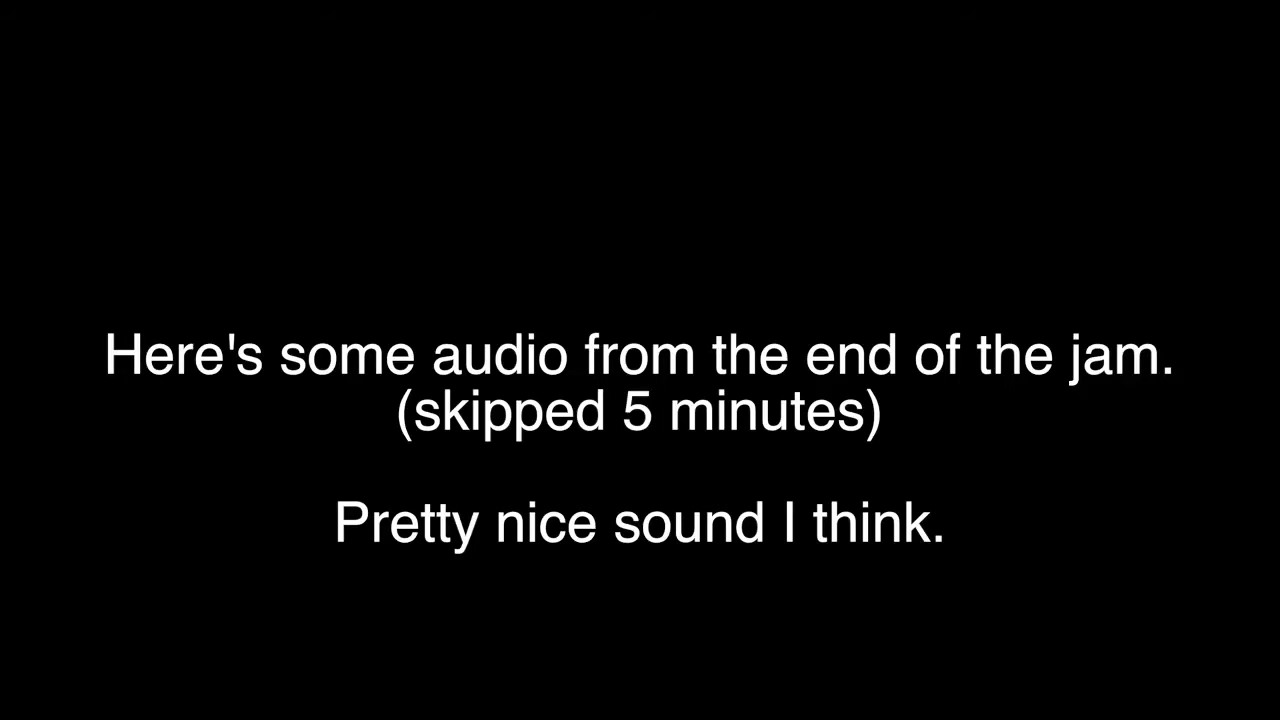 Here's some audio from the end of the jam.
(skipped 5 minutes)
Pretty nice sound I think.